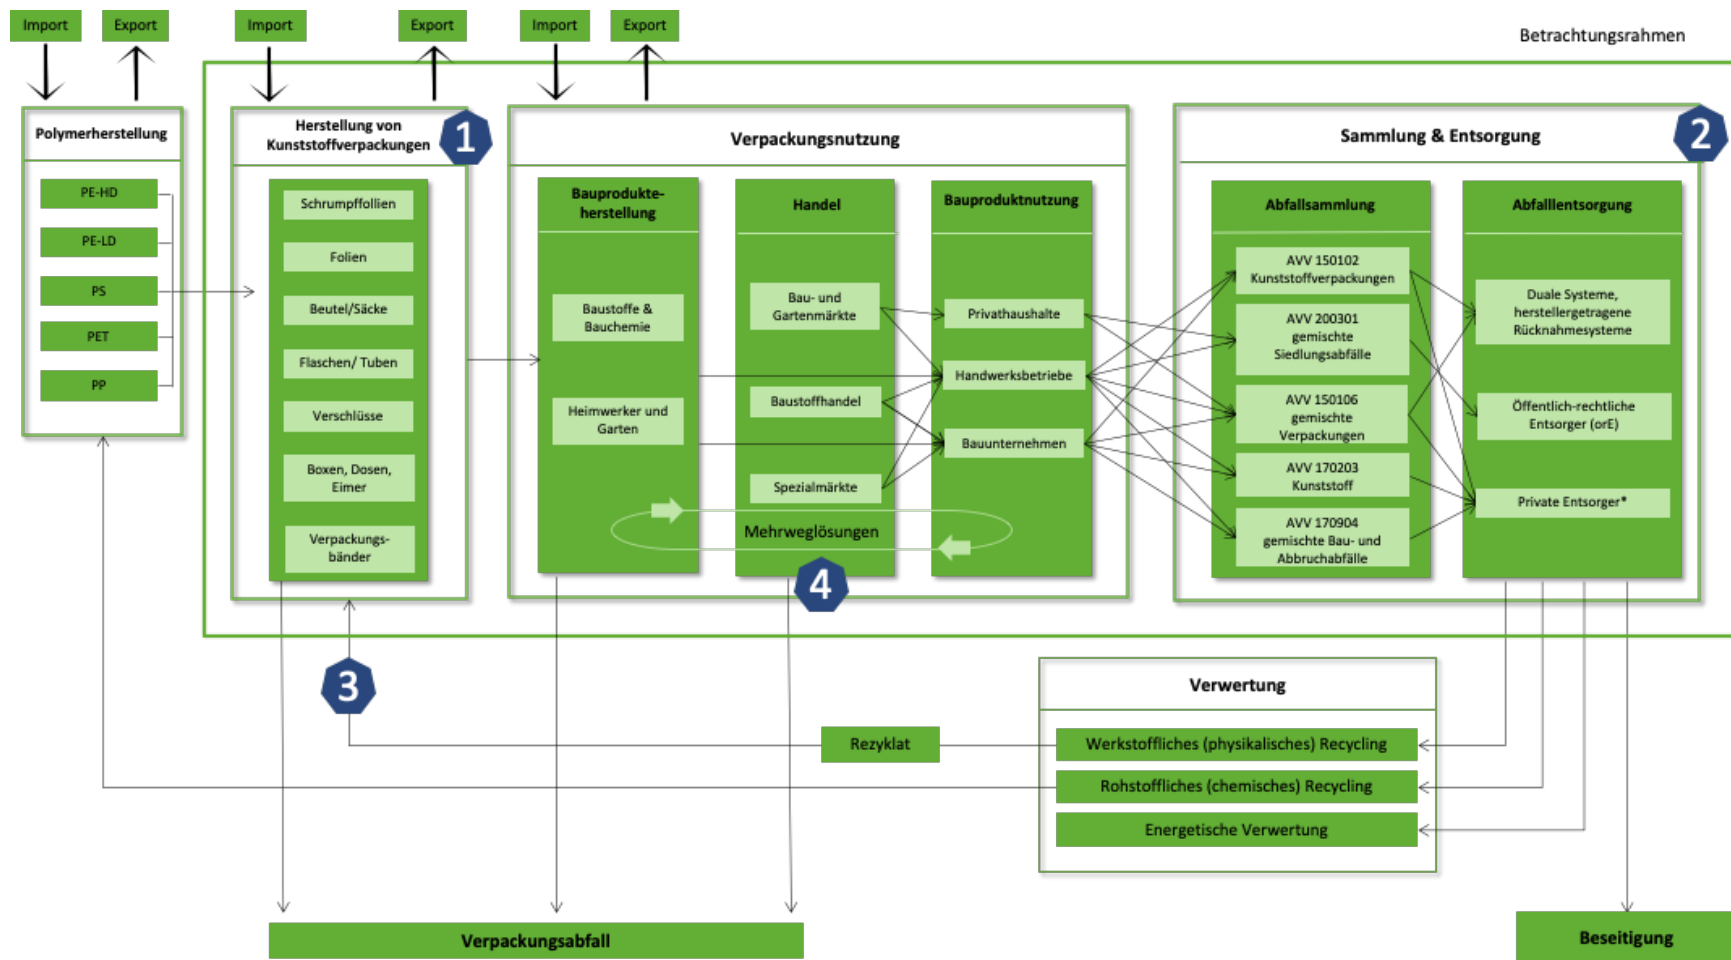 Import
Export
Import
Export
Import
Export
Betrachtungsrahmen
Polymerherstellung
PE-HD
PE-LD
PS
PET
PP
Herstellung von
Kunststoffverpackungen
1
Schrumpffollien
Folien
Beutel/Säcke
Flaschen/ Tuben
Verschlüsse
Boxen, Dosen,
Eimer
Verpackungs-
bänder
Verpackungsnutzung
Bauprodukte-
herstellung
Baustoffe &
Bauchemie
Heimwerker und
Garten
Handel
Bau- und
Gartenmärkte
Baustoffhandel
Spezialmärkte
Bauproduktnutzung
Privathaushalte
Handwerksbetriebe
Bauunternehmen
Mehrweglösungen
4
Sammlung & Entsorgung
2
Abfallsammlung
AVV 150102
Kunststoffverpackungen
AVV 200301
gemischte
Siedlungsabfälle
AVV 150106
gemischte
Verpackungen
AVV 170203
Kunststoff
AVV 170904
gemischte Bau- und
Abbruchabfälle
Abfalllentsorgung
Duale Systeme,
herstellergetragene
Rücknahmesysteme
Öffentlich-rechtliche
Entsorger (orE)
Private Entsorger*
3
Verwertung
Rezyklat
Werkstoffliches (physikalisches) Recycling
Rohstoffliches (chemisches) Recycling
Energetische Verwertung
Verpackungsabfall
Beseitigung